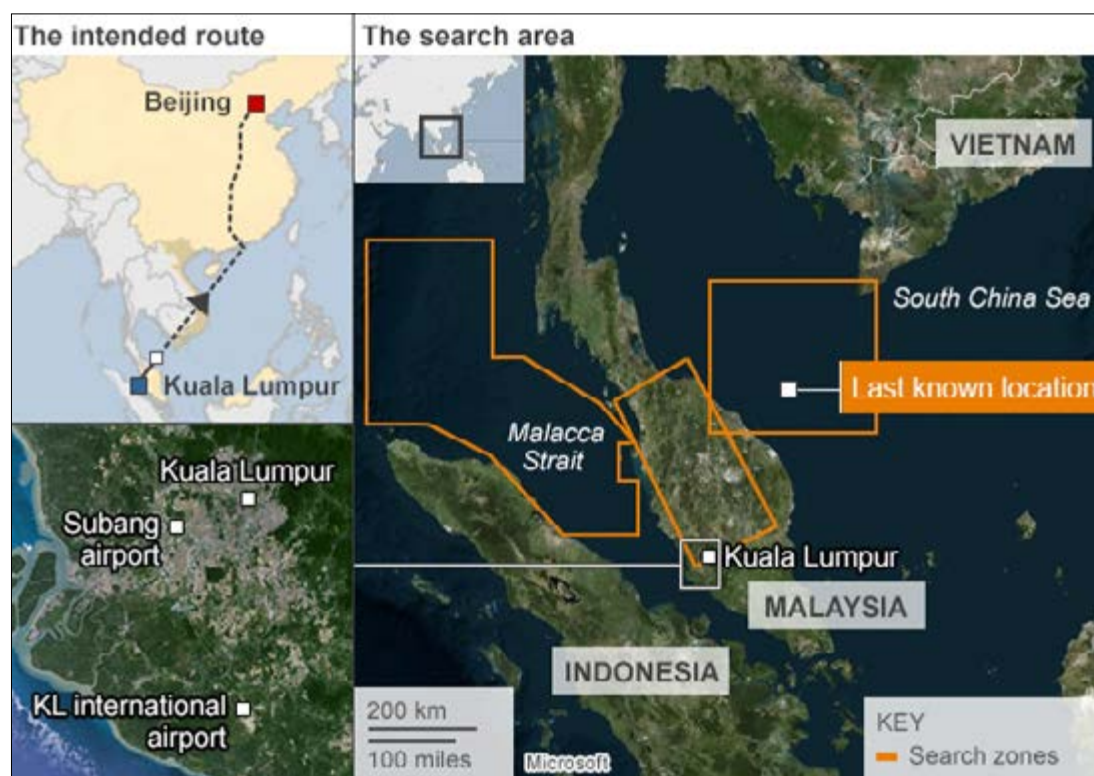 The intended route
Beijing
Kuala Lumpur
Kuala Lumpur
Subang
airport
KL international
airport
The search area
VIETNAM
South China Sea
Last known location
Malacca
Strait
Kuala Lumpur
MALAYSIA
INDONESIA
200 km
100 miles
Microsoft
KEY
Search zones